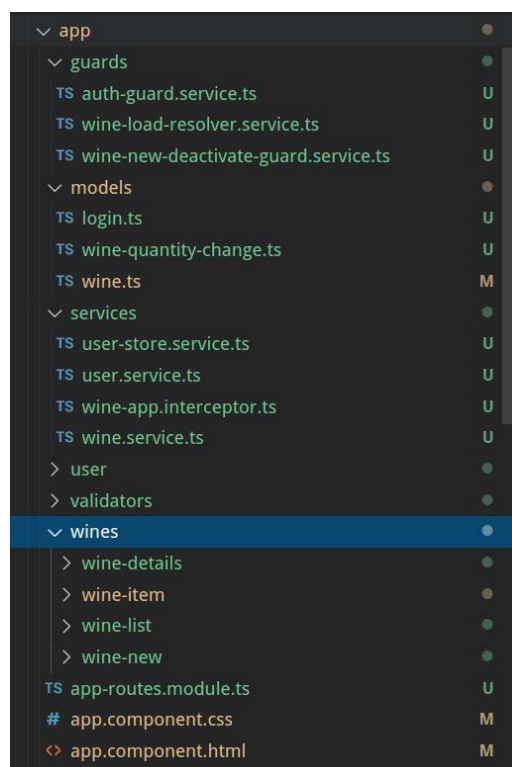 app
guards
TS auth-guard.service.ts U
TS wine-load-resolver.service.ts U
TS wine-new-deactivate-guard.service.ts U
models
TS login.ts U
TS wine-quantity-change.ts U
TS wine.ts M
services
TS user-store.service.ts U
TS user.service.ts U
TS wine-app.interceptor.ts U
TS wine.service.ts U
user
validators
wines
wine-details
wine-item
wine-list
wine-new
TS app-routes.module.ts U
# app.component.css M
<> app.component.html M